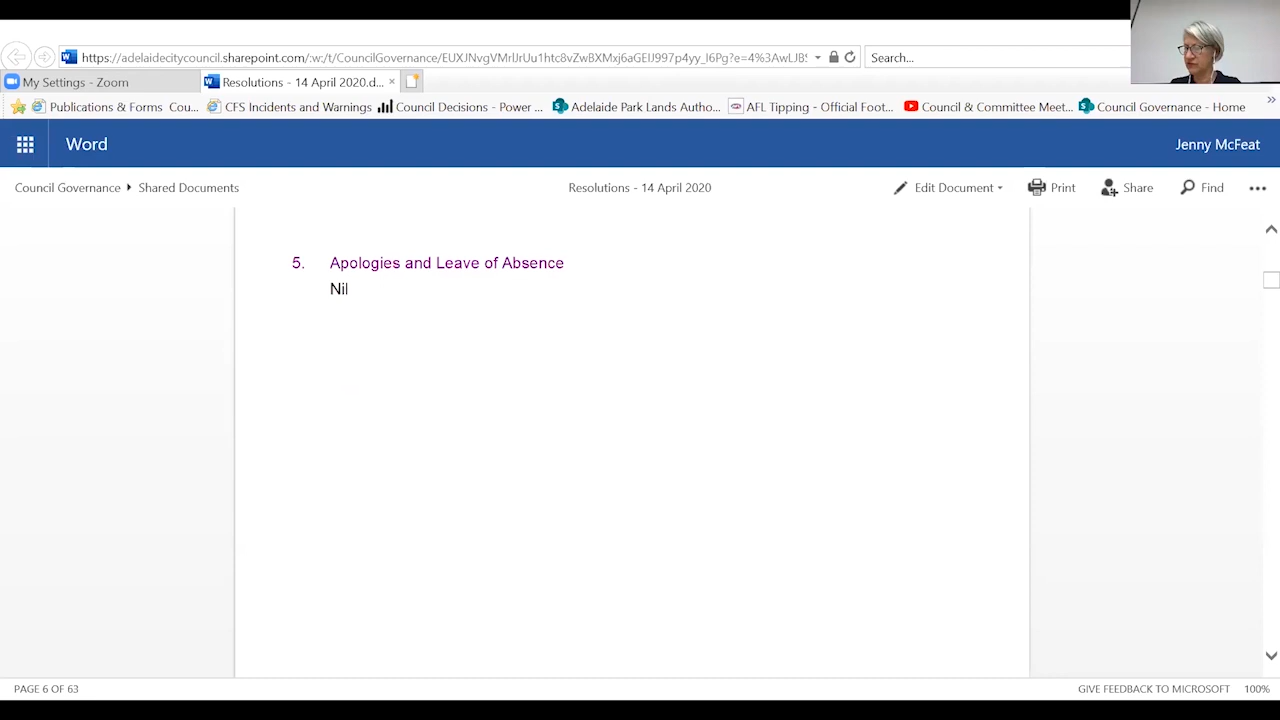 https://adelaidecitycouncil.sharepoint.com/:w:/t/CouncilGovernance/
Search...
My Settings - Zoom
Resolutions - 14 April 2020.d...
Publications & Forms Cou...
CFS Incidents and Warnings
Council Decisions - Power ...
Adelaide Park Lands Autho...
AFL Tipping - Official Foot...
Council & Committee Meet...
Council Governance - Home
Word
Jenny McFeat
Council Governance
Shared Documents
Resolutions - 14 April 2020
Edit Document
Print
Share
Find
5. Apologies and Leave of Absence
Nil
PAGE 6 OF 63
GIVE FEEDBACK TO MICROSOFT
100%